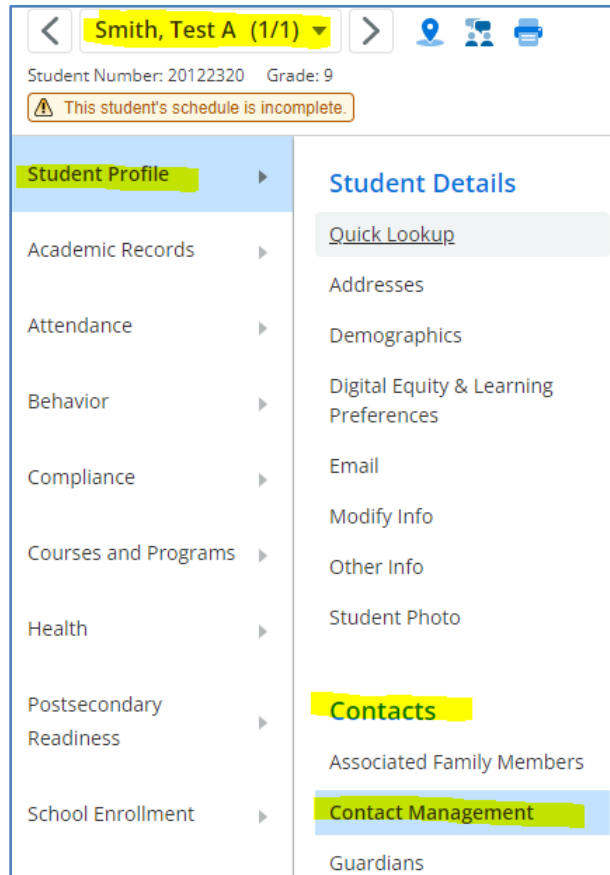 Smith, Test A (1/1)
Student Number: 20122320 Grade: 9
This student's schedule is incomplete.
Student Profile
Academic Records
Attendance
Behavior
Compliance
Courses and Programs
Health
Postsecondary
Readiness
School Enrollment
Student Details
Quick Lookup
Addresses
Demographics
Digital Equity & Learning
Preferences
Email
Modify Info
Other Info
Student Photo
Contacts
Associated Family Members
Contact Management
Guardians